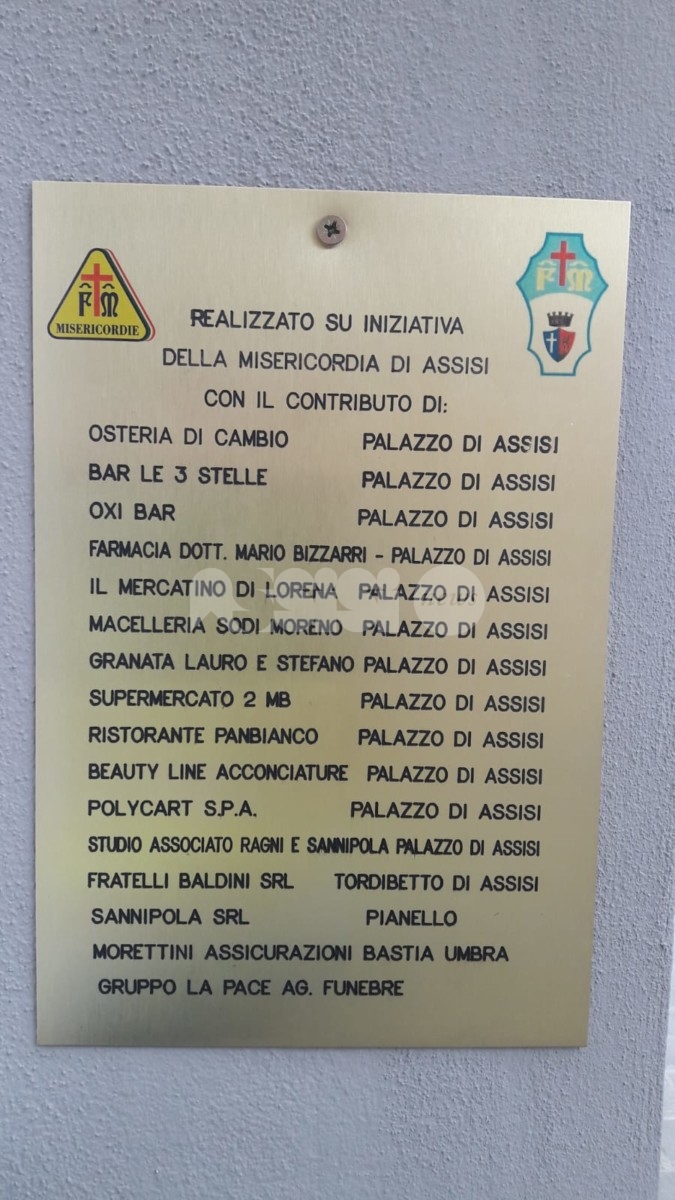 F M
MISERICORDIE
F M
REALIZZATO SU INIZIATIVA
DELLA MISERICORDIA DI ASSISI
CON IL CONTRIBUTO DI:
OSTERIA DI CAMBIO PALAZZO DI ASSISI
BAR LE 3 STELLE PALAZZO DI ASSISI
OXI BAR PALAZZO DI ASSISI
FARMACIA DOTT. MARIO BIZZARRI - PALAZZO DI ASSISI
IL MERCATINO DI LORENA PALAZZO DI ASSISI
assisi news
MACELLERIA SODI MORENO PALAZZO DI ASSISI
GRANATA LAURO E STEFANO PALAZZO DI ASSISI
SUPERMERCATO 2 MB PALAZZO DI ASSISI
RISTORANTE PANBIANCO PALAZZO DI ASSISI
BEAUTY LINE ACCONCIATURE PALAZZO DI ASSISI
POLYCART S.P.A. PALAZZO DI ASSISI
STUDIO ASSOCIATO RAGNI E SANNIPOLA PALAZZO DI ASSISI
FRATELLI BALDINI SRL TORDIBETTO DI ASSISI
SANNIPOLA SRL PIANELLO
MORETTINI ASSICURAZIONI BASTIA UMBRA
GRUPPO LA PACE AG. FUNEBRE